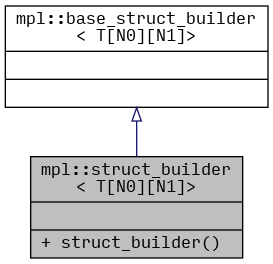 mpl::base_struct_builder
< T[N0][N1]>
mpl::struct_builder
< T[N0][N1]>
+ struct_builder()